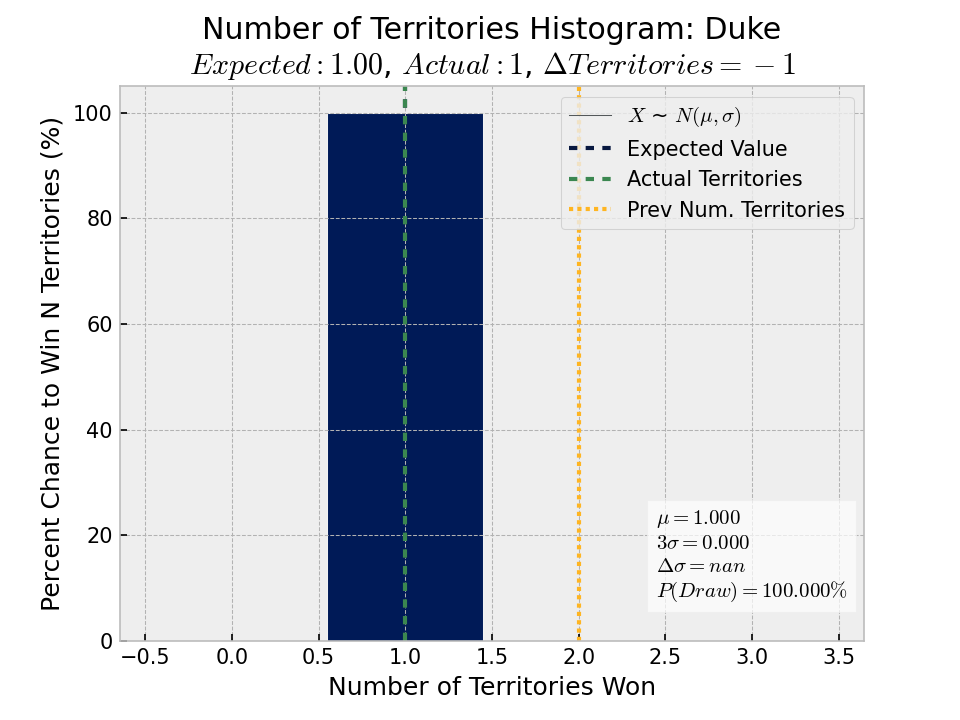 Number of Territories Histogram: Duke
Expected : 1.00, Actual : 1, ΔTerritories = −1
Percent Chance to Win N Territories (%)
100
80
60
40
20
0
X ~ N(μ, σ)
Expected Value
Actual Territories
Prev Num. Territories
μ = 1.000
3σ = 0.000
Δσ = nan
P(Draw) = 100.000%
−0.5 0.0 0.5 1.0 1.5 2.0 2.5 3.0 3.5
Number of Territories Won